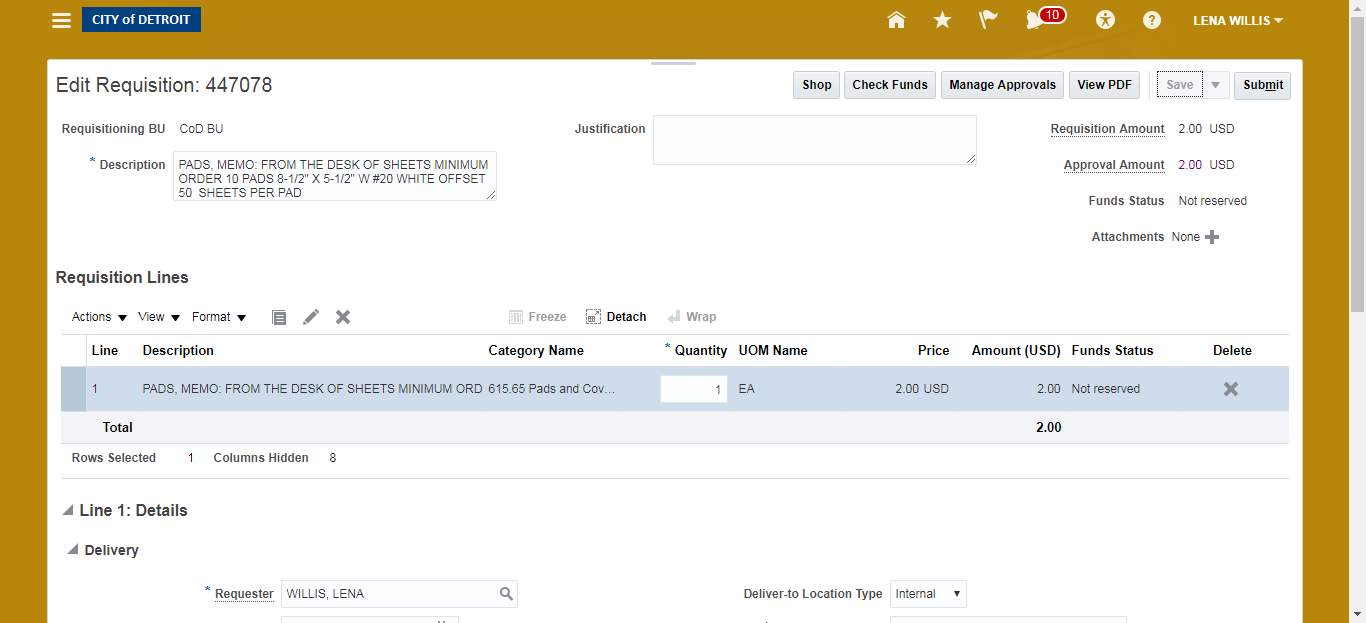 CITY of DETROIT
10
?
LENA WILLIS
Edit Requisition: 447078
Shop
Check Funds
Manage Approvals
View PDF
Save
Submit
Requisitioning BU CoD BU
Justification
Requisition Amount 2.00 USD
* Description PADS, MEMO: FROM THE DESK OF SHEETS MINIMUM
ORDER 10 PADS 8-1/2" X 5-1/2" W #20 WHITE OFFSET
50 SHEETS PER PAD
Approval Amount 2.00 USD
Funds Status Not reserved
Attachments None
Requisition Lines
Actions View Format Freeze Detach Wrap
Line Description Category Name * Quantity UOM Name Price Amount (USD) Funds Status Delete
1 PADS, MEMO: FROM THE DESK OF SHEETS MINIMUM ORD 615.65 Pads and Cov... 1 EA 2.00 USD 2.00 Not reserved
Total 2.00
Rows Selected 1 Columns Hidden 8
Line 1: Details
Delivery
* Requester WILLIS, LENA Deliver-to Location Type Internal